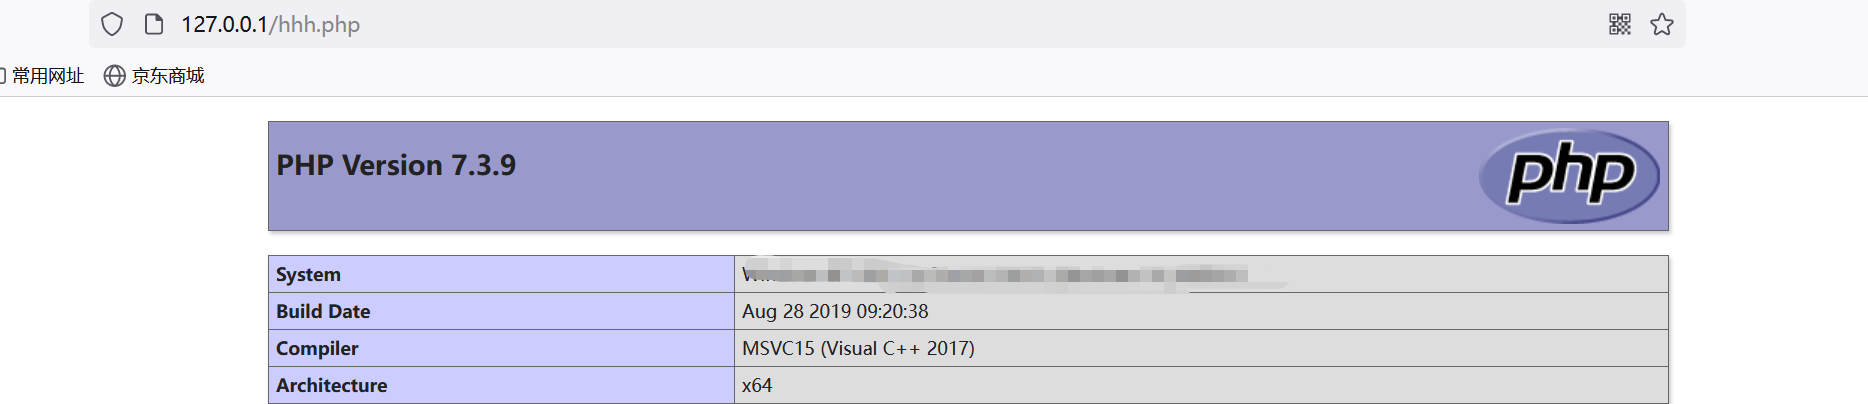 127.0.0.1/hhh.php
常用网址 京东商城
PHP Version 7.3.9
php
System
Build Date Aug 28 2019 09:20:38
Compiler MSVC15 (Visual C++ 2017)
Architecture x64